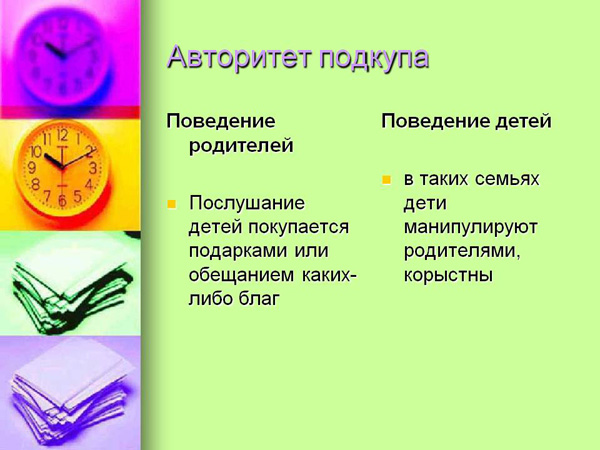 Авторитет подкупа
Поведение
родителей
Послушание
детей покупается
подарками или
обещанием каких-
либо благ
Поведение детей
в таких семьях
дети
манипулируют
родителями,
корыстны